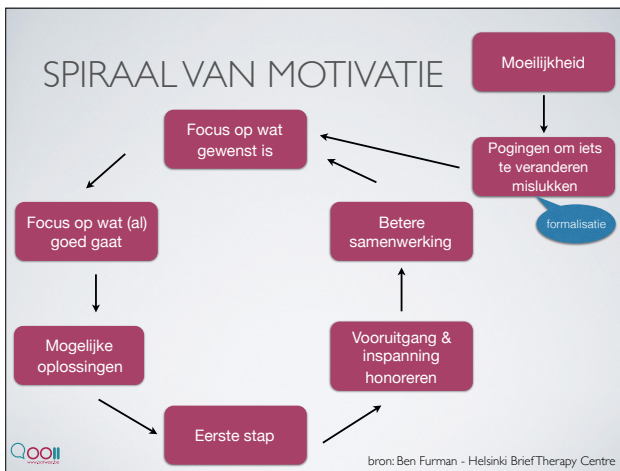 SPIRAAL VAN MOTIVATIE
Moeilijkheid
Pogingen om iets
te veranderen
mislukken
formalisatie
Focus op wat
gewenst is
Focus op wat (al)
goed gaat
Mogelijke
oplossingen
Eerste stap
Vooruitgang &
inspanning
honoreren
Betere
samenwerking
bron: Ben Furman - Helsinki Brief Therapy Centre